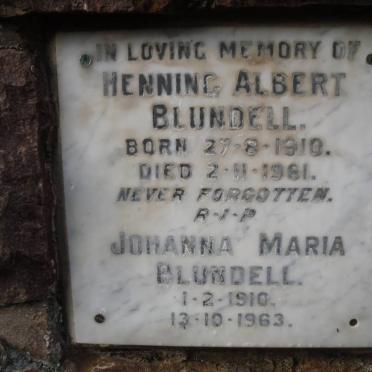 IN LOVING MEMORY OF
HENNING ALBERT
BLUNDELL.
BORN 27-8-1910.
DIED 2-11-1961.
NEVER FORGOTTEN.
R-I-P
JOHANNA MARIA
BLUNDELL.
1-2-1910.
13-10-1963.